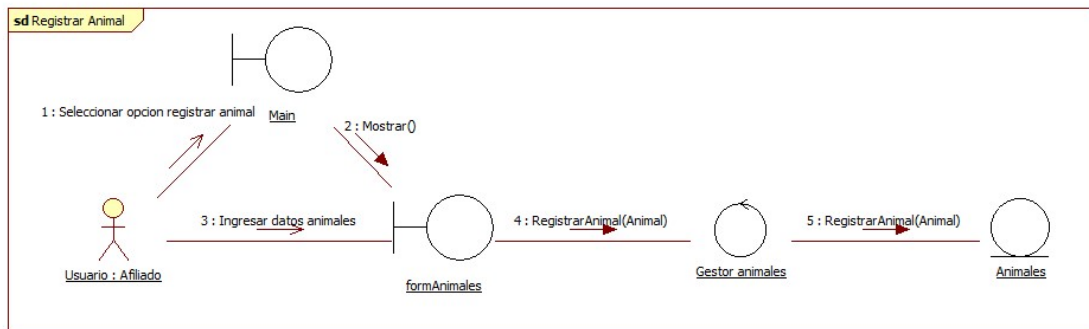 sd Registrar Animal
1 : Seleccionar opcion registrar animal
Main
2 : Mostrar()
3 : Ingresar datos animales
4 : RegistrarAnimal(Animal)
5 : RegistrarAnimal(Animal)
Usuario : Afiliado
formAnimales
Gestor animales
Animales